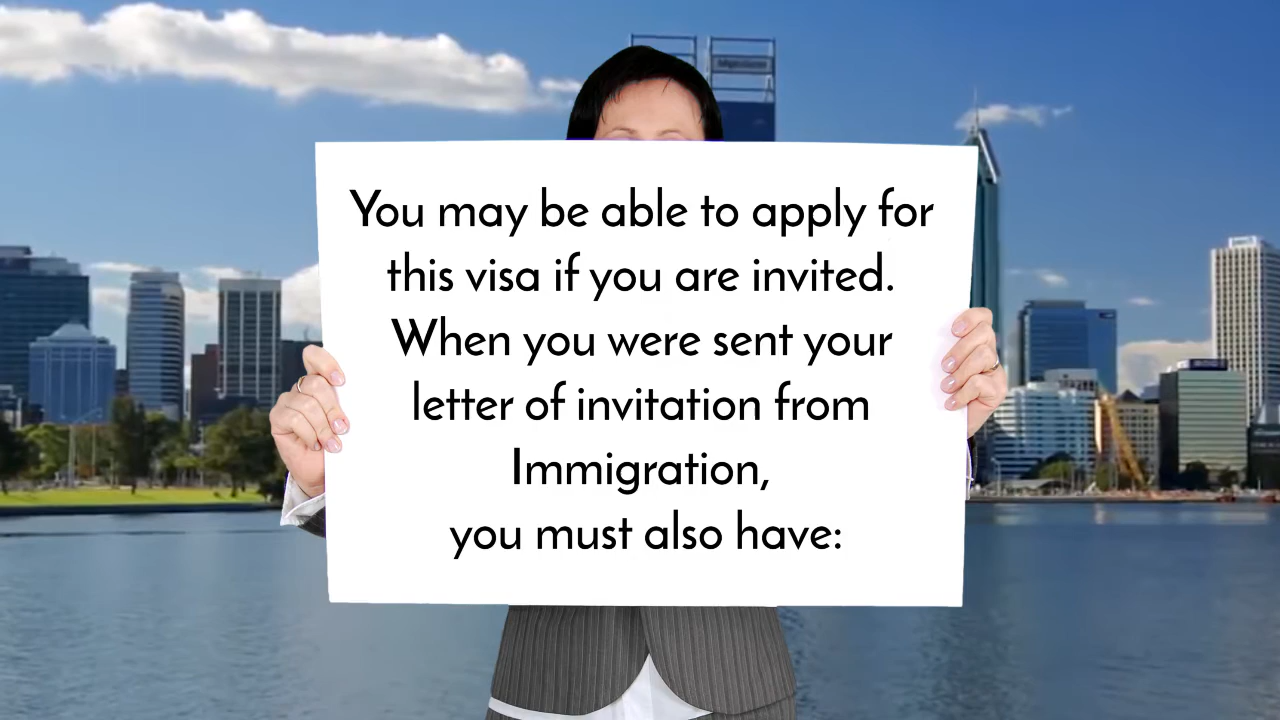 You may be able to apply for
this visa if you are invited.
When you were sent your
letter of invitation from
Immigration,
you must also have: